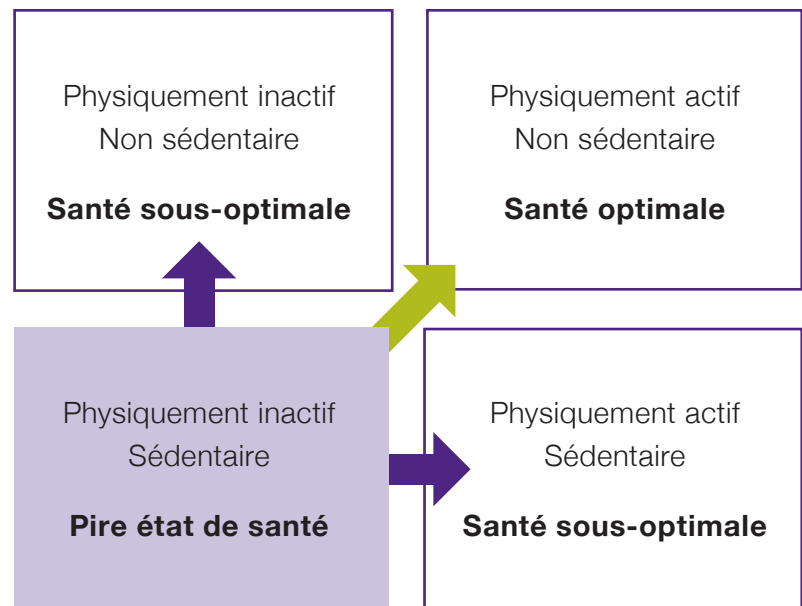 Physiquement inactif
Non sédentaire
Santé sous-optimale
Physiquement actif
Non sédentaire
Santé optimale
Physiquement inactif
Sédentaire
Pire état de santé
Physiquement actif
Sédentaire
Santé sous-optimale